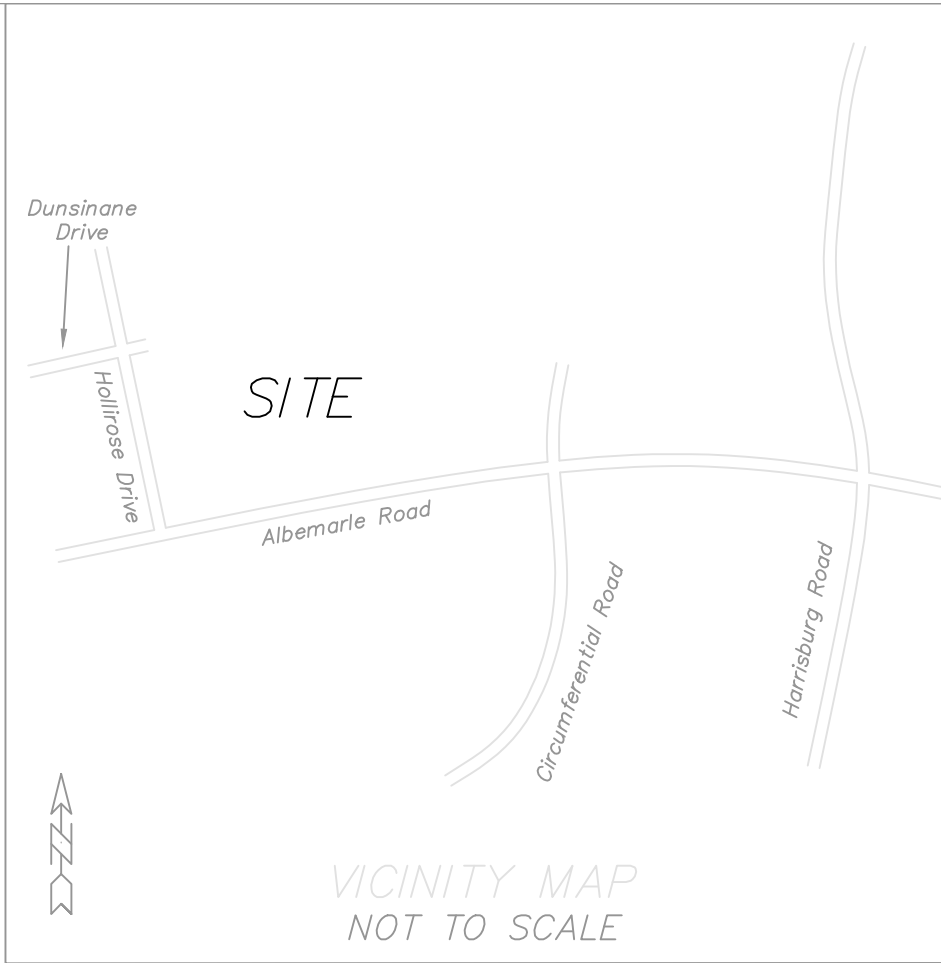 Dunsinane
Drive
SITE
Hollirose Drive
Albemarle Road
Circumferential Road
Harrisburg Road
N
VICINITY MAP
NOT TO SCALE